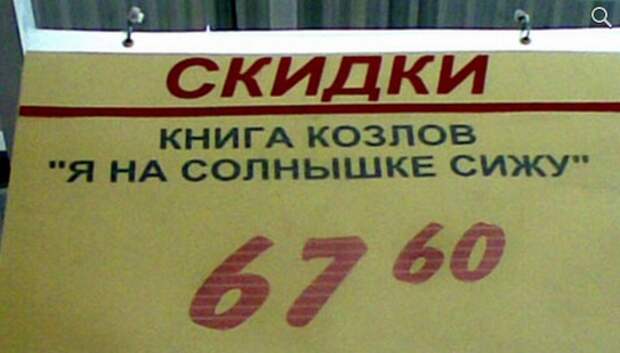 СКИДКИ
КНИГА КОЗЛОВ
"Я НА СОЛНЫШКЕ СИЖУ"
67 60